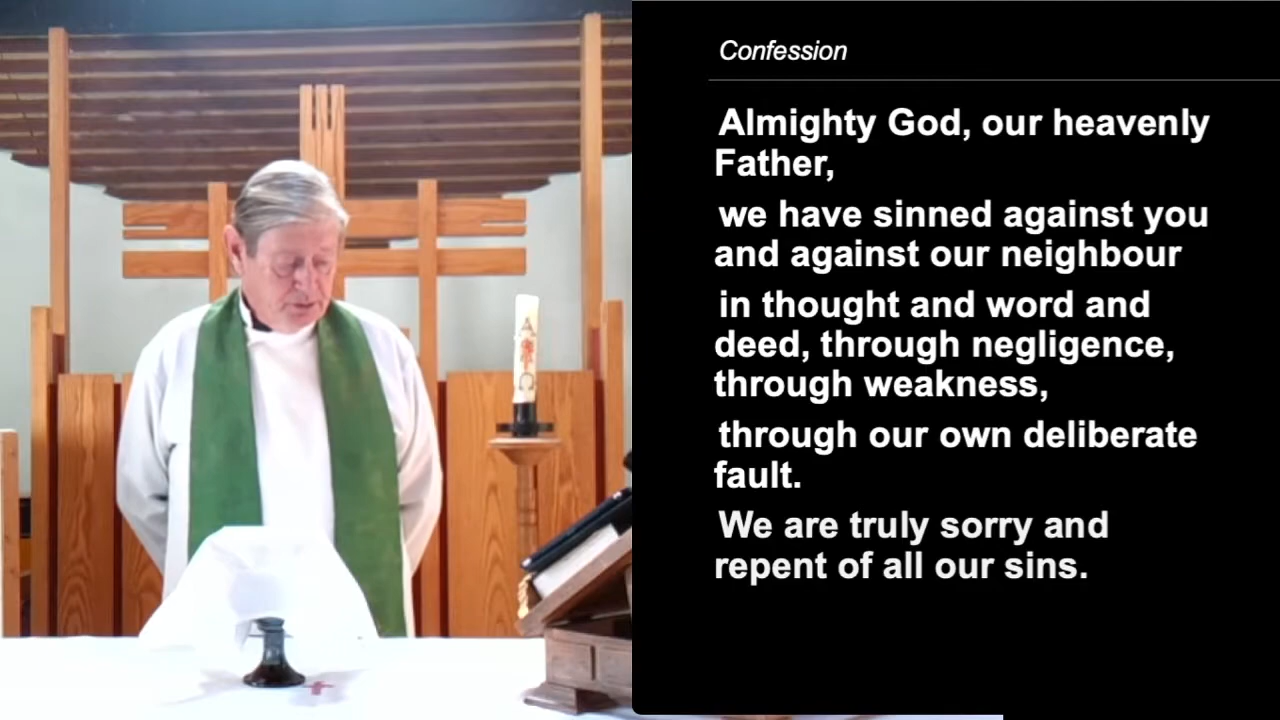 Confession
Almighty God, our heavenly
Father,
we have sinned against you
and against our neighbour
in thought and word and
deed, through negligence,
through weakness,
through our own deliberate
fault.
We are truly sorry and
repent of all our sins.
Α
Ω